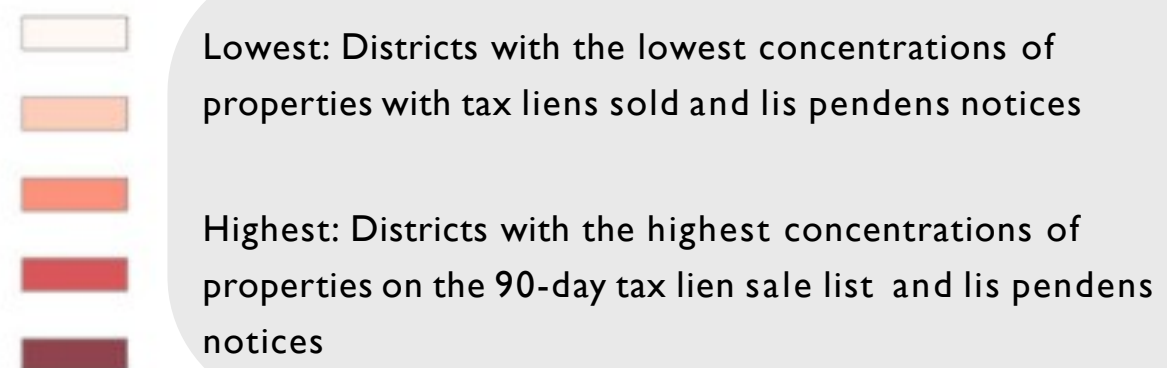 Lowest: Districts with the lowest concentrations of
properties with tax liens sold and lis pendens notices
Highest: Districts with the highest concentrations of
properties on the 90-day tax lien sale list and lis pendens
notices